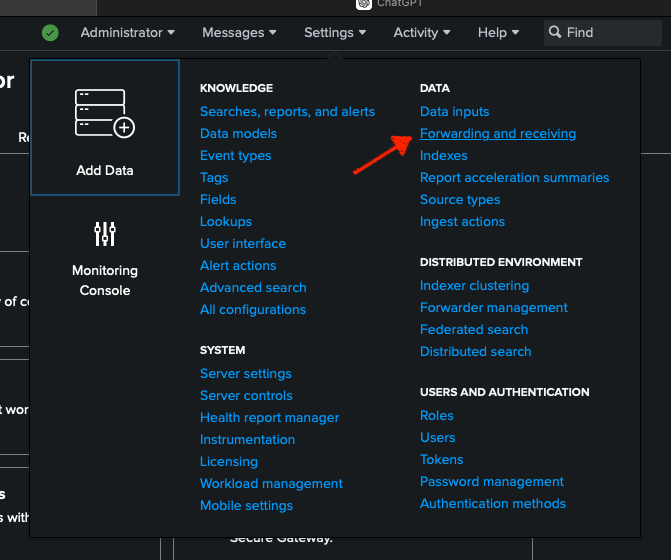 ChatGPT
Administrator Messages Settings Activity Help Find
or
Re
y of co
t wor
s
s with
Add Data
Monitoring
Console
KNOWLEDGE
Searches, reports, and alerts
Data models
Event types
Tags
Fields
Lookups
User interface
Alert actions
Advanced search
All configurations
SYSTEM
Server settings
Server controls
Health report manager
Instrumentation
Licensing
Workload management
Mobile settings
DATA
Data inputs
Forwarding and receiving
Indexes
Report acceleration summaries
Source types
Ingest actions
DISTRIBUTED ENVIRONMENT
Indexer clustering
Forwarder management
Federated search
Distributed search
USERS AND AUTHENTICATION
Roles
Users
Tokens
Password management
Authentication methods
Secure Gateway.